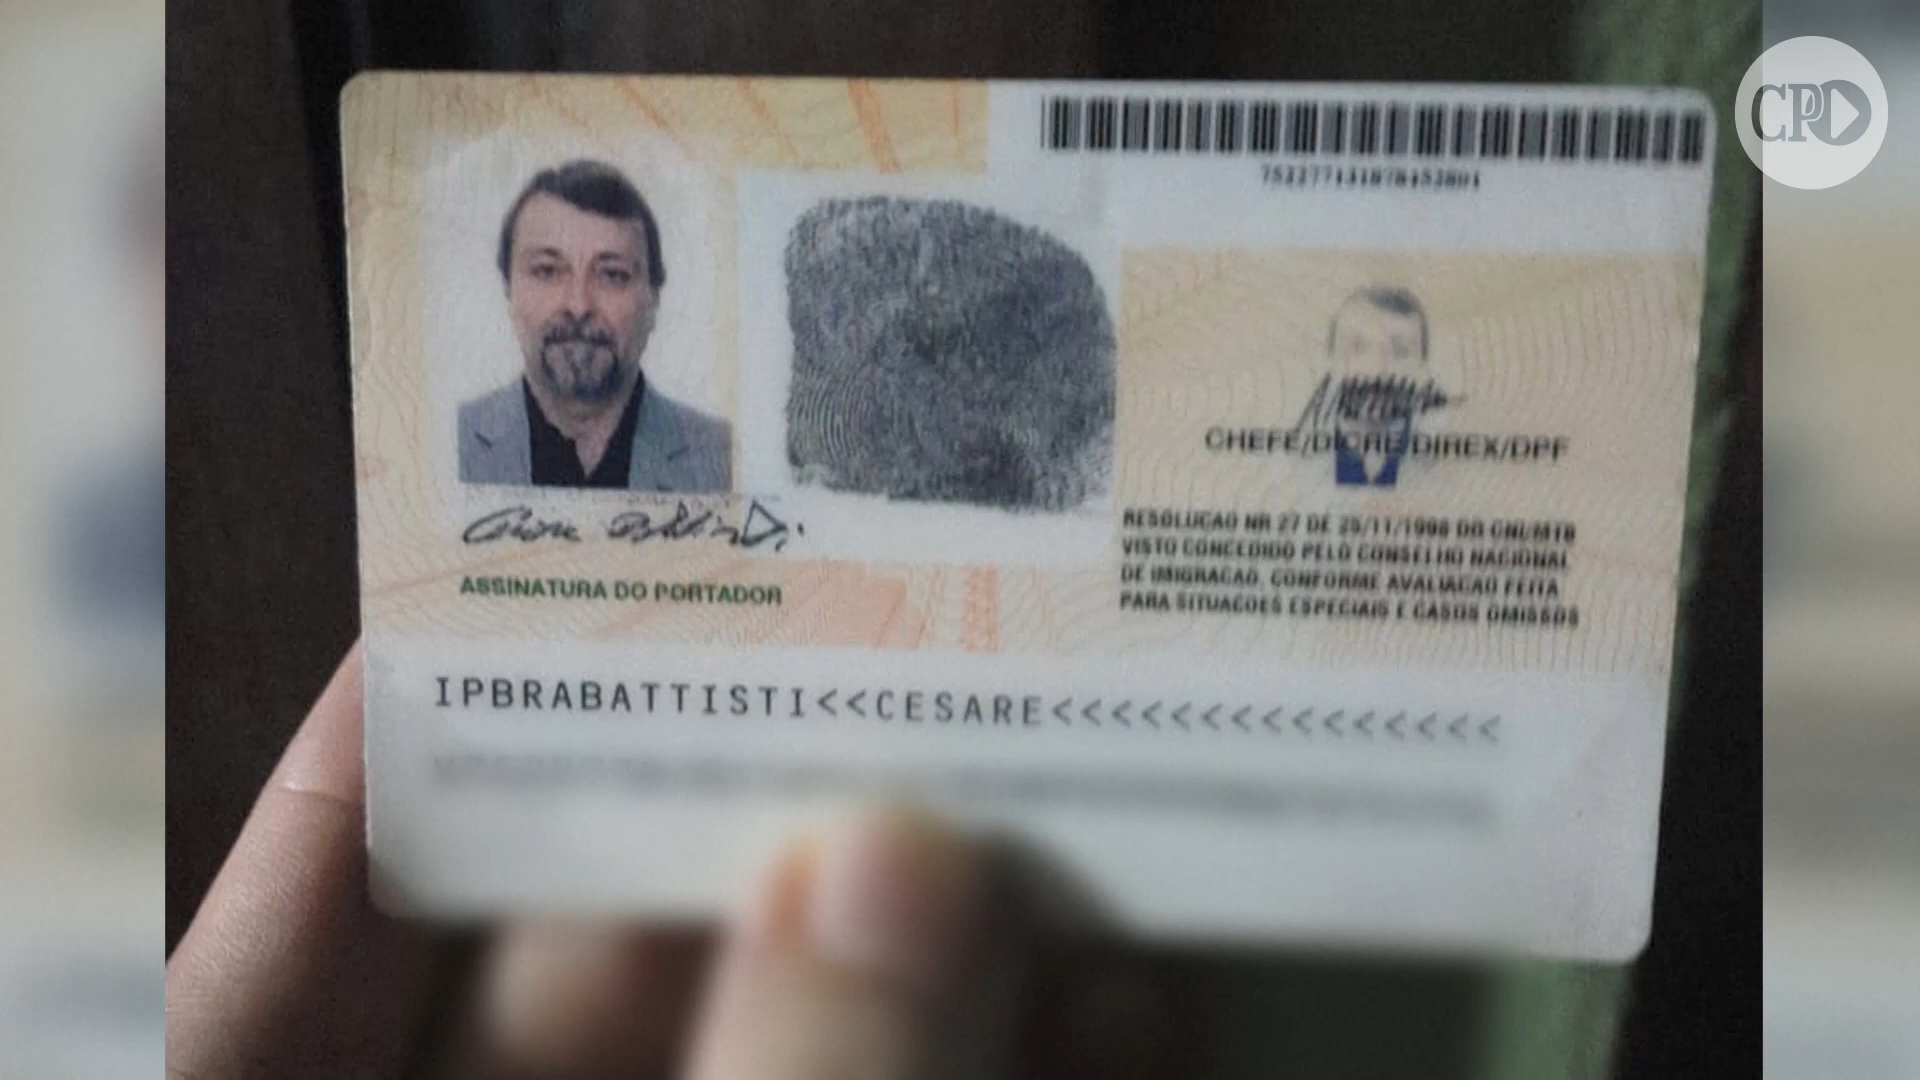 CPD
CHEFE/DICRE/DIREX/DPF
ASSINATURA DO PORTADOR
RESOLUCAO NR 27 DE 25/11/1998 DO CNI/MTB
VISTO CONCEDIDO PELO CONSELHO NACIONAL
DE IMIGRACAO, CONFORME AVALIACAO FEITA
PARA SITUACOES ESPECIAIS E CASOS OMISSOS
IPBRABATTISTI<<CESARE<<<<<<<<<<<<<<<<